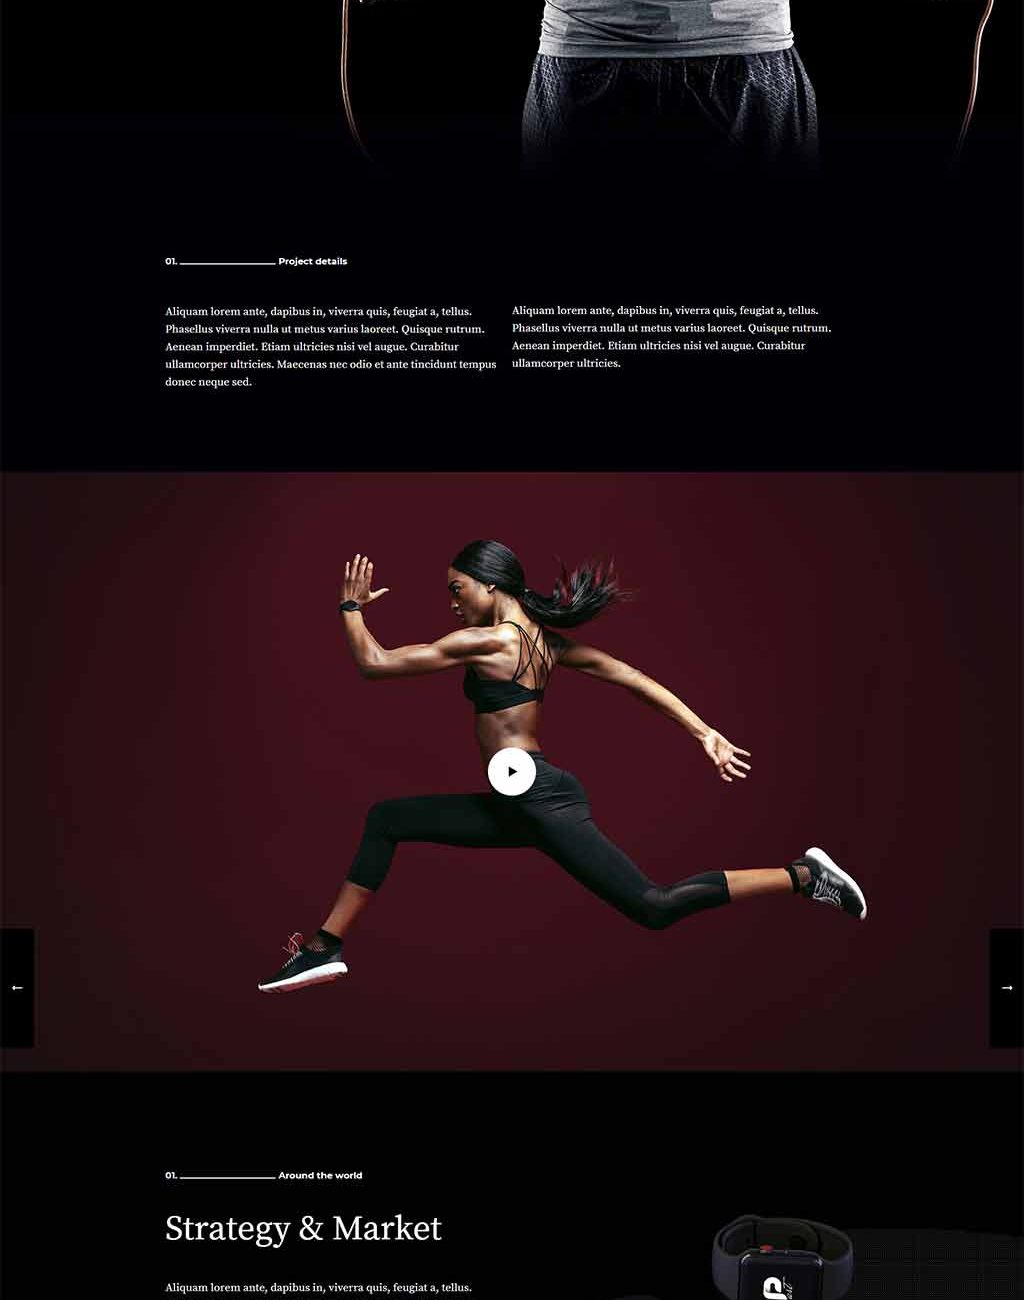 01. Project details
Aliquam lorem ante, dapibus in, viverra quis, feugiat a, tellus.
Phasellus viverra nulla ut metus varius laoreet. Quisque rutrum.
Aenean imperdiet. Etiam ultricies nisi vel augue. Curabitur
ullamcorper ultricies. Maecenas nec odio et ante tincidunt tempus
donec neque sed.
Aliquam lorem ante, dapibus in, viverra quis, feugiat a, tellus.
Phasellus viverra nulla ut metus varius laoreet. Quisque rutrum.
Aenean imperdiet. Etiam ultricies nisi vel augue. Curabitur
ullamcorper ultricies.
←
→
01. Around the world
Strategy & Market
Aliquam lorem ante, dapibus in, viverra quis, feugiat a, tellus.